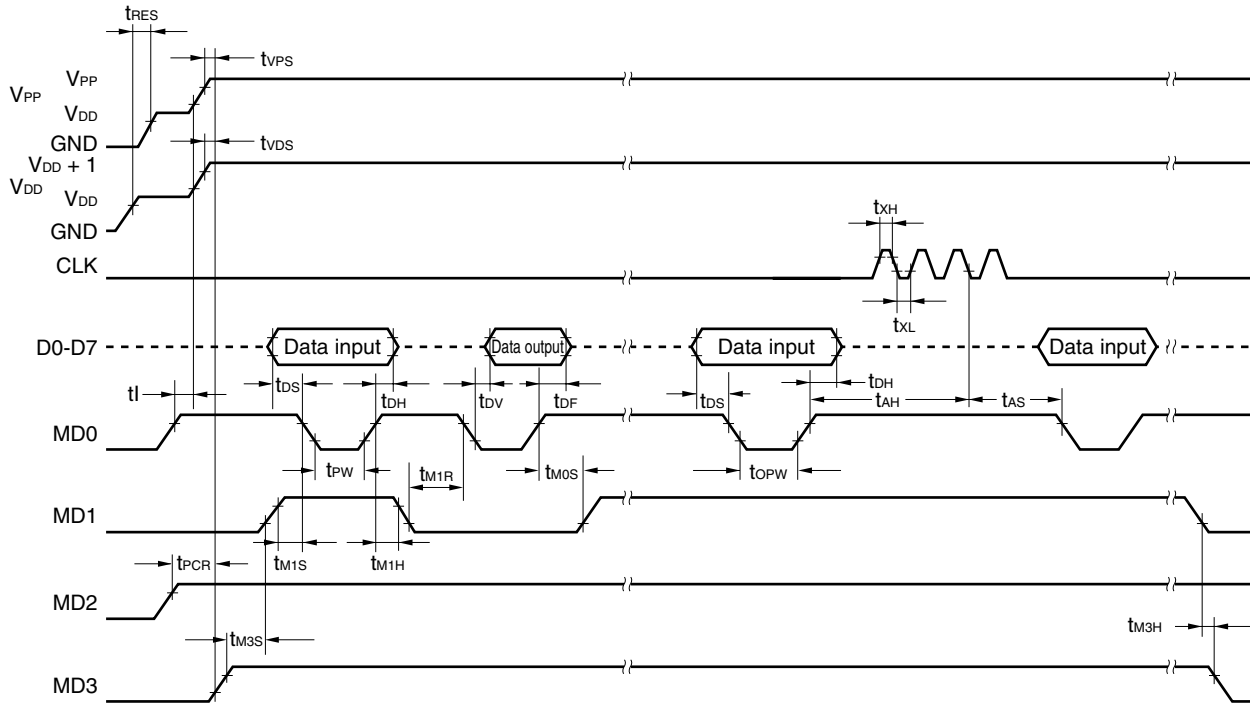 tRES
tVPS
VPP
VPP
VDD
GND
tVDS
VDD + 1
VDD
VDD
GND
tXH
CLK
tXL
D0-D7
Data input
Data output
Data input
Data input
tI
tDS
tDH
tDV
tDF
tDS
tDH
tAH
tAS
MD0
tPW
tM1R
tM0S
tOPW
MD1
tPCR
tM1S
tM1H
MD2
tM3S
tM3H
MD3